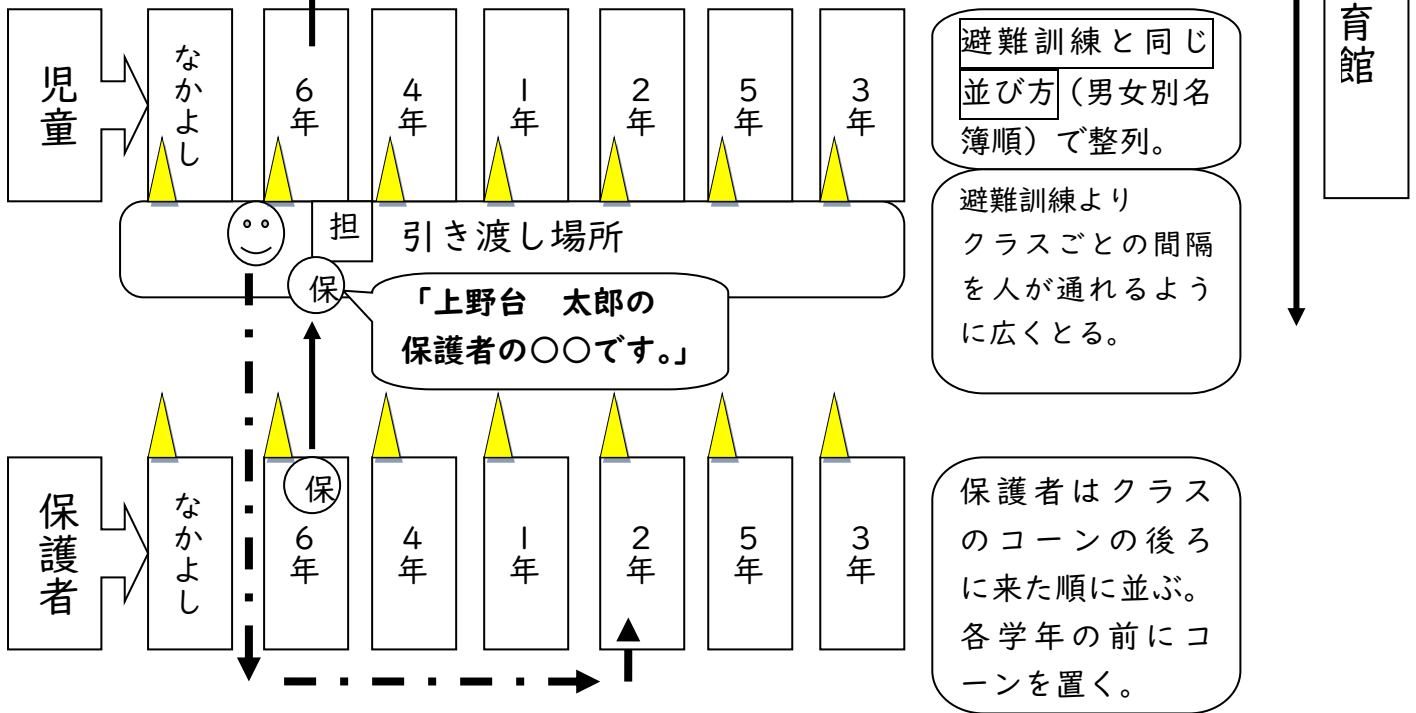 児童
なかよし
6年
4年
1年
2年
5年
3年
避難訓練と同じ
並び方（男女別名
簿順）で整列。
育館
避難訓練より
クラスごとの間隔
を人が通れるよう
に広くとる。
担
引き渡し場所
保
「上野台　太郎の
保護者の〇〇です。」
保護者
なかよし
保
6年
4年
1年
2年
5年
3年
保護者はクラス
のコーンの後ろ
に来た順に並ぶ。
各学年の前にコ
ーンを置く。